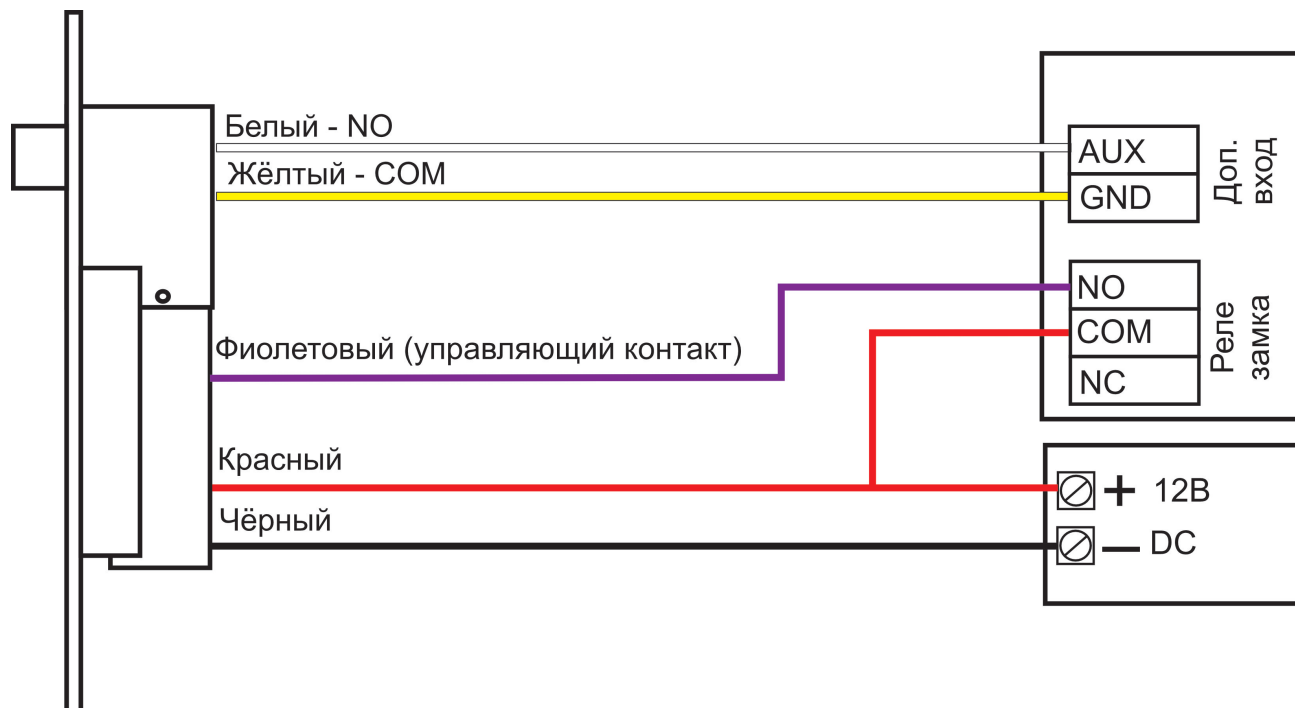 Белый - NO
Жёлтый - COM
AUX
GND
Доп.
вход
NO
COM
NC
Реле
замка
Фиолетовый (управляющий контакт)
Красный
Чёрный
+ 12В
— DC